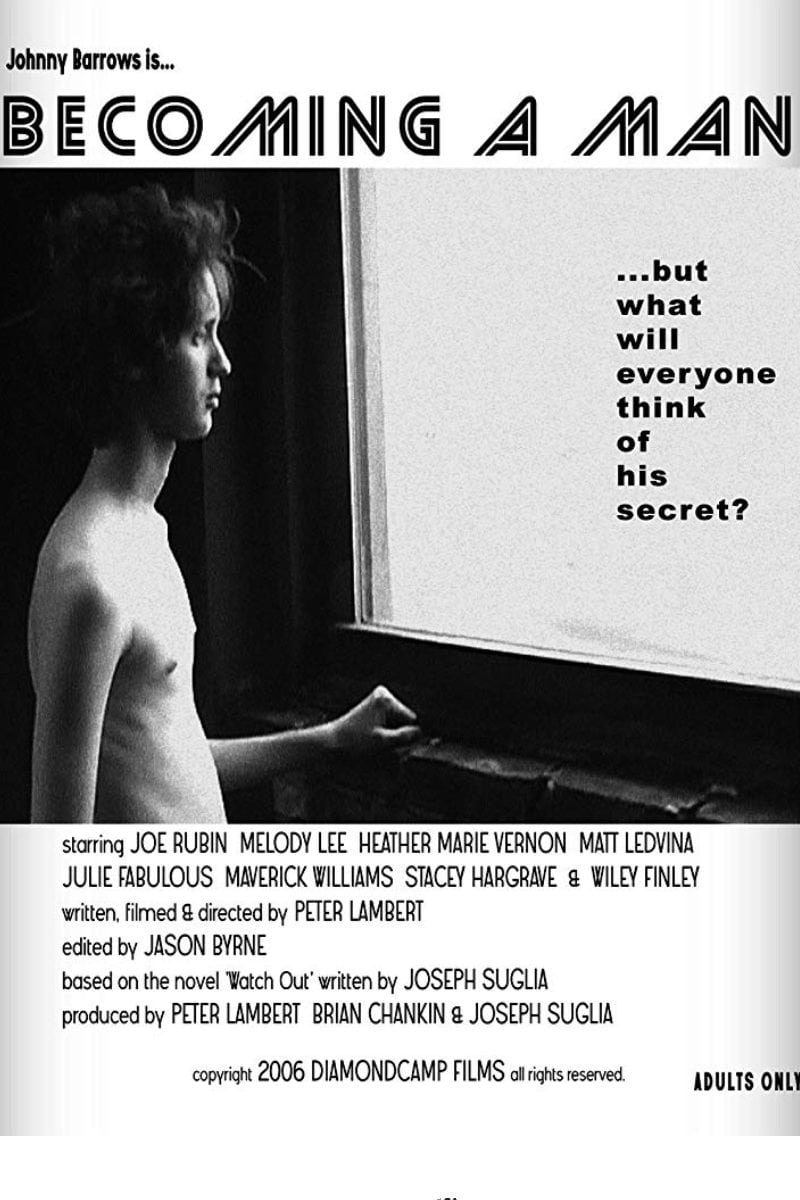 Johnny Barrows is...
BECOMING A MAN
...but
what
will
everyone
think
of
his
secret?
starring JOE RUBIN MELODY LEE HEATHER MARIE VERNON MATT LEDVINA
JULIE FABULOUS MAVERICK WILLIAMS STACEY HARGRAVE & WILEY FINLEY
written, filmed & directed by PETER LAMBERT
edited by JASON BYRNE
based on the novel 'Watch Out' written by JOSEPH SUGLIA
produced by PETER LAMBERT BRIAN CHANKIN & JOSEPH SUGLIA
copyright 2006 DIAMONDCAMP FILMS all rights reserved.
ADULTS ONLY